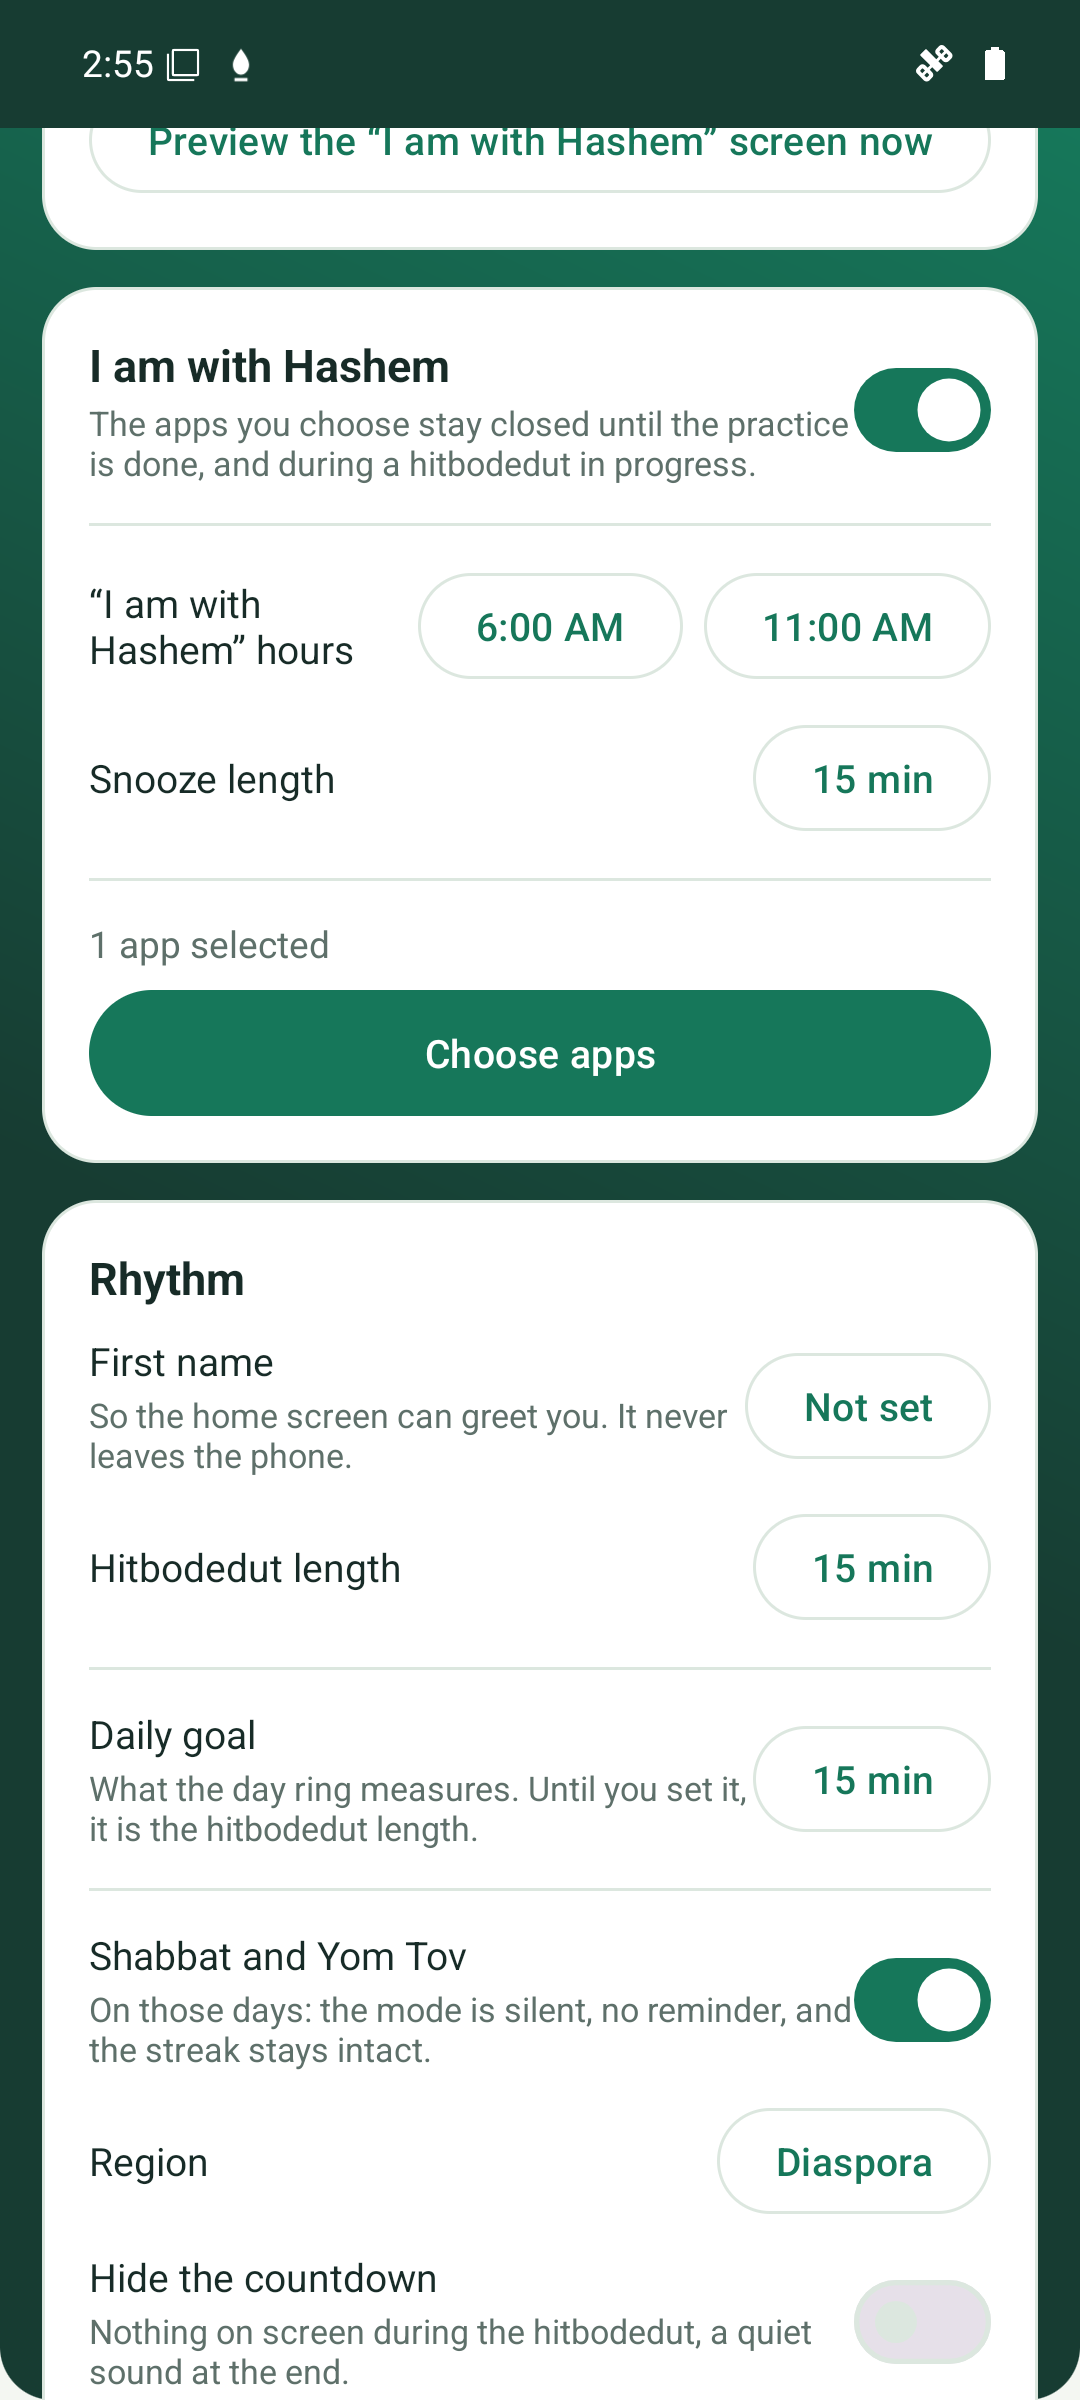 2:55
Preview the “I am with Hashem” screen now
I am with Hashem
The apps you choose stay closed until the practice
is done, and during a hitbodedut in progress.
“I am with
Hashem” hours
6:00 AM
11:00 AM
Snooze length
15 min
1 app selected
Choose apps
Rhythm
First name
So the home screen can greet you. It never
leaves the phone.
Not set
Hitbodedut length
15 min
Daily goal
What the day ring measures. Until you set it,
it is the hitbodedut length.
15 min
Shabbat and Yom Tov
On those days: the mode is silent, no reminder, and
the streak stays intact.
Region
Diaspora
Hide the countdown
Nothing on screen during the hitbodedut, a quiet
sound at the end.